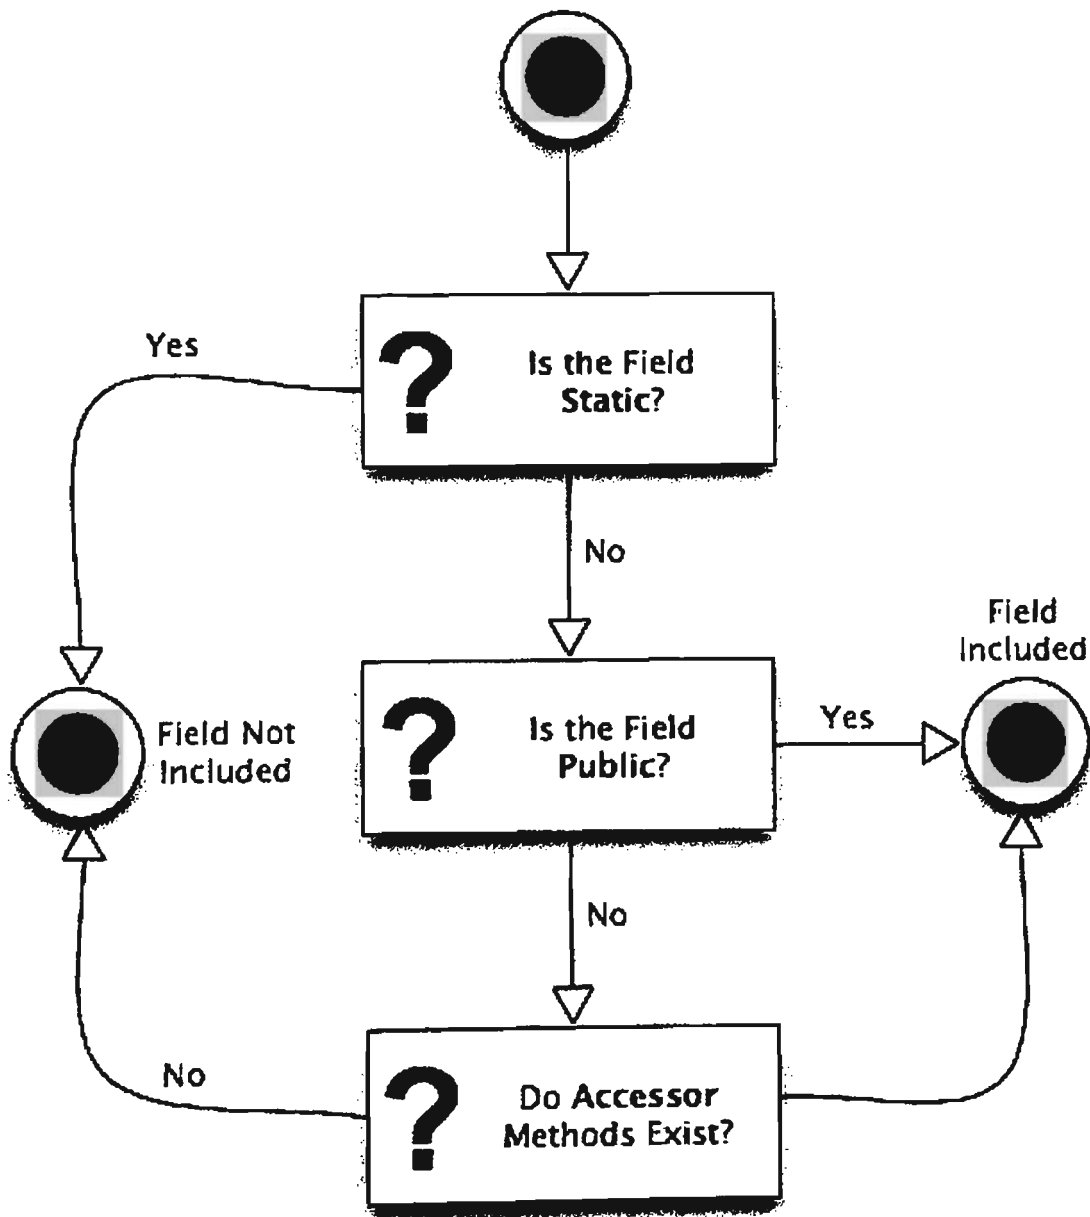 Yes
?
Is the Field
Static?
No
Field
Included
Field Not
Included
?
Is the Field
Public?
Yes
No
No
?
Do Accessor
Methods Exist?